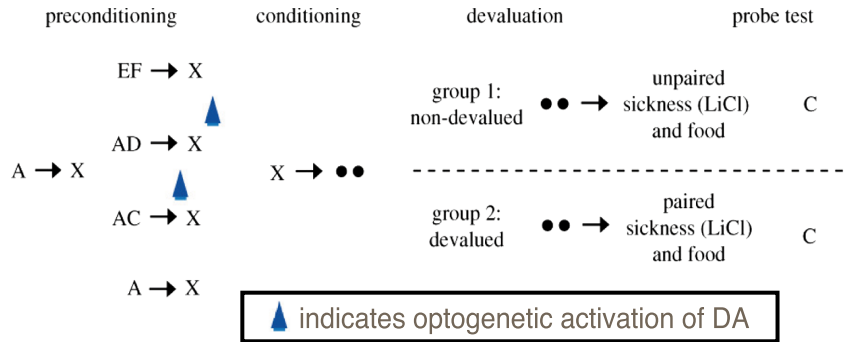 preconditioning conditioning devaluation probe test
EF → X
AD → X
A → X
AC → X
A → X
X → ●●
group 1:
non-devalued
●● →
unpaired
sickness (LiCl)
and food
C
group 2:
devalued
●● →
paired
sickness (LiCl)
and food
C
indicates optogenetic activation of DA